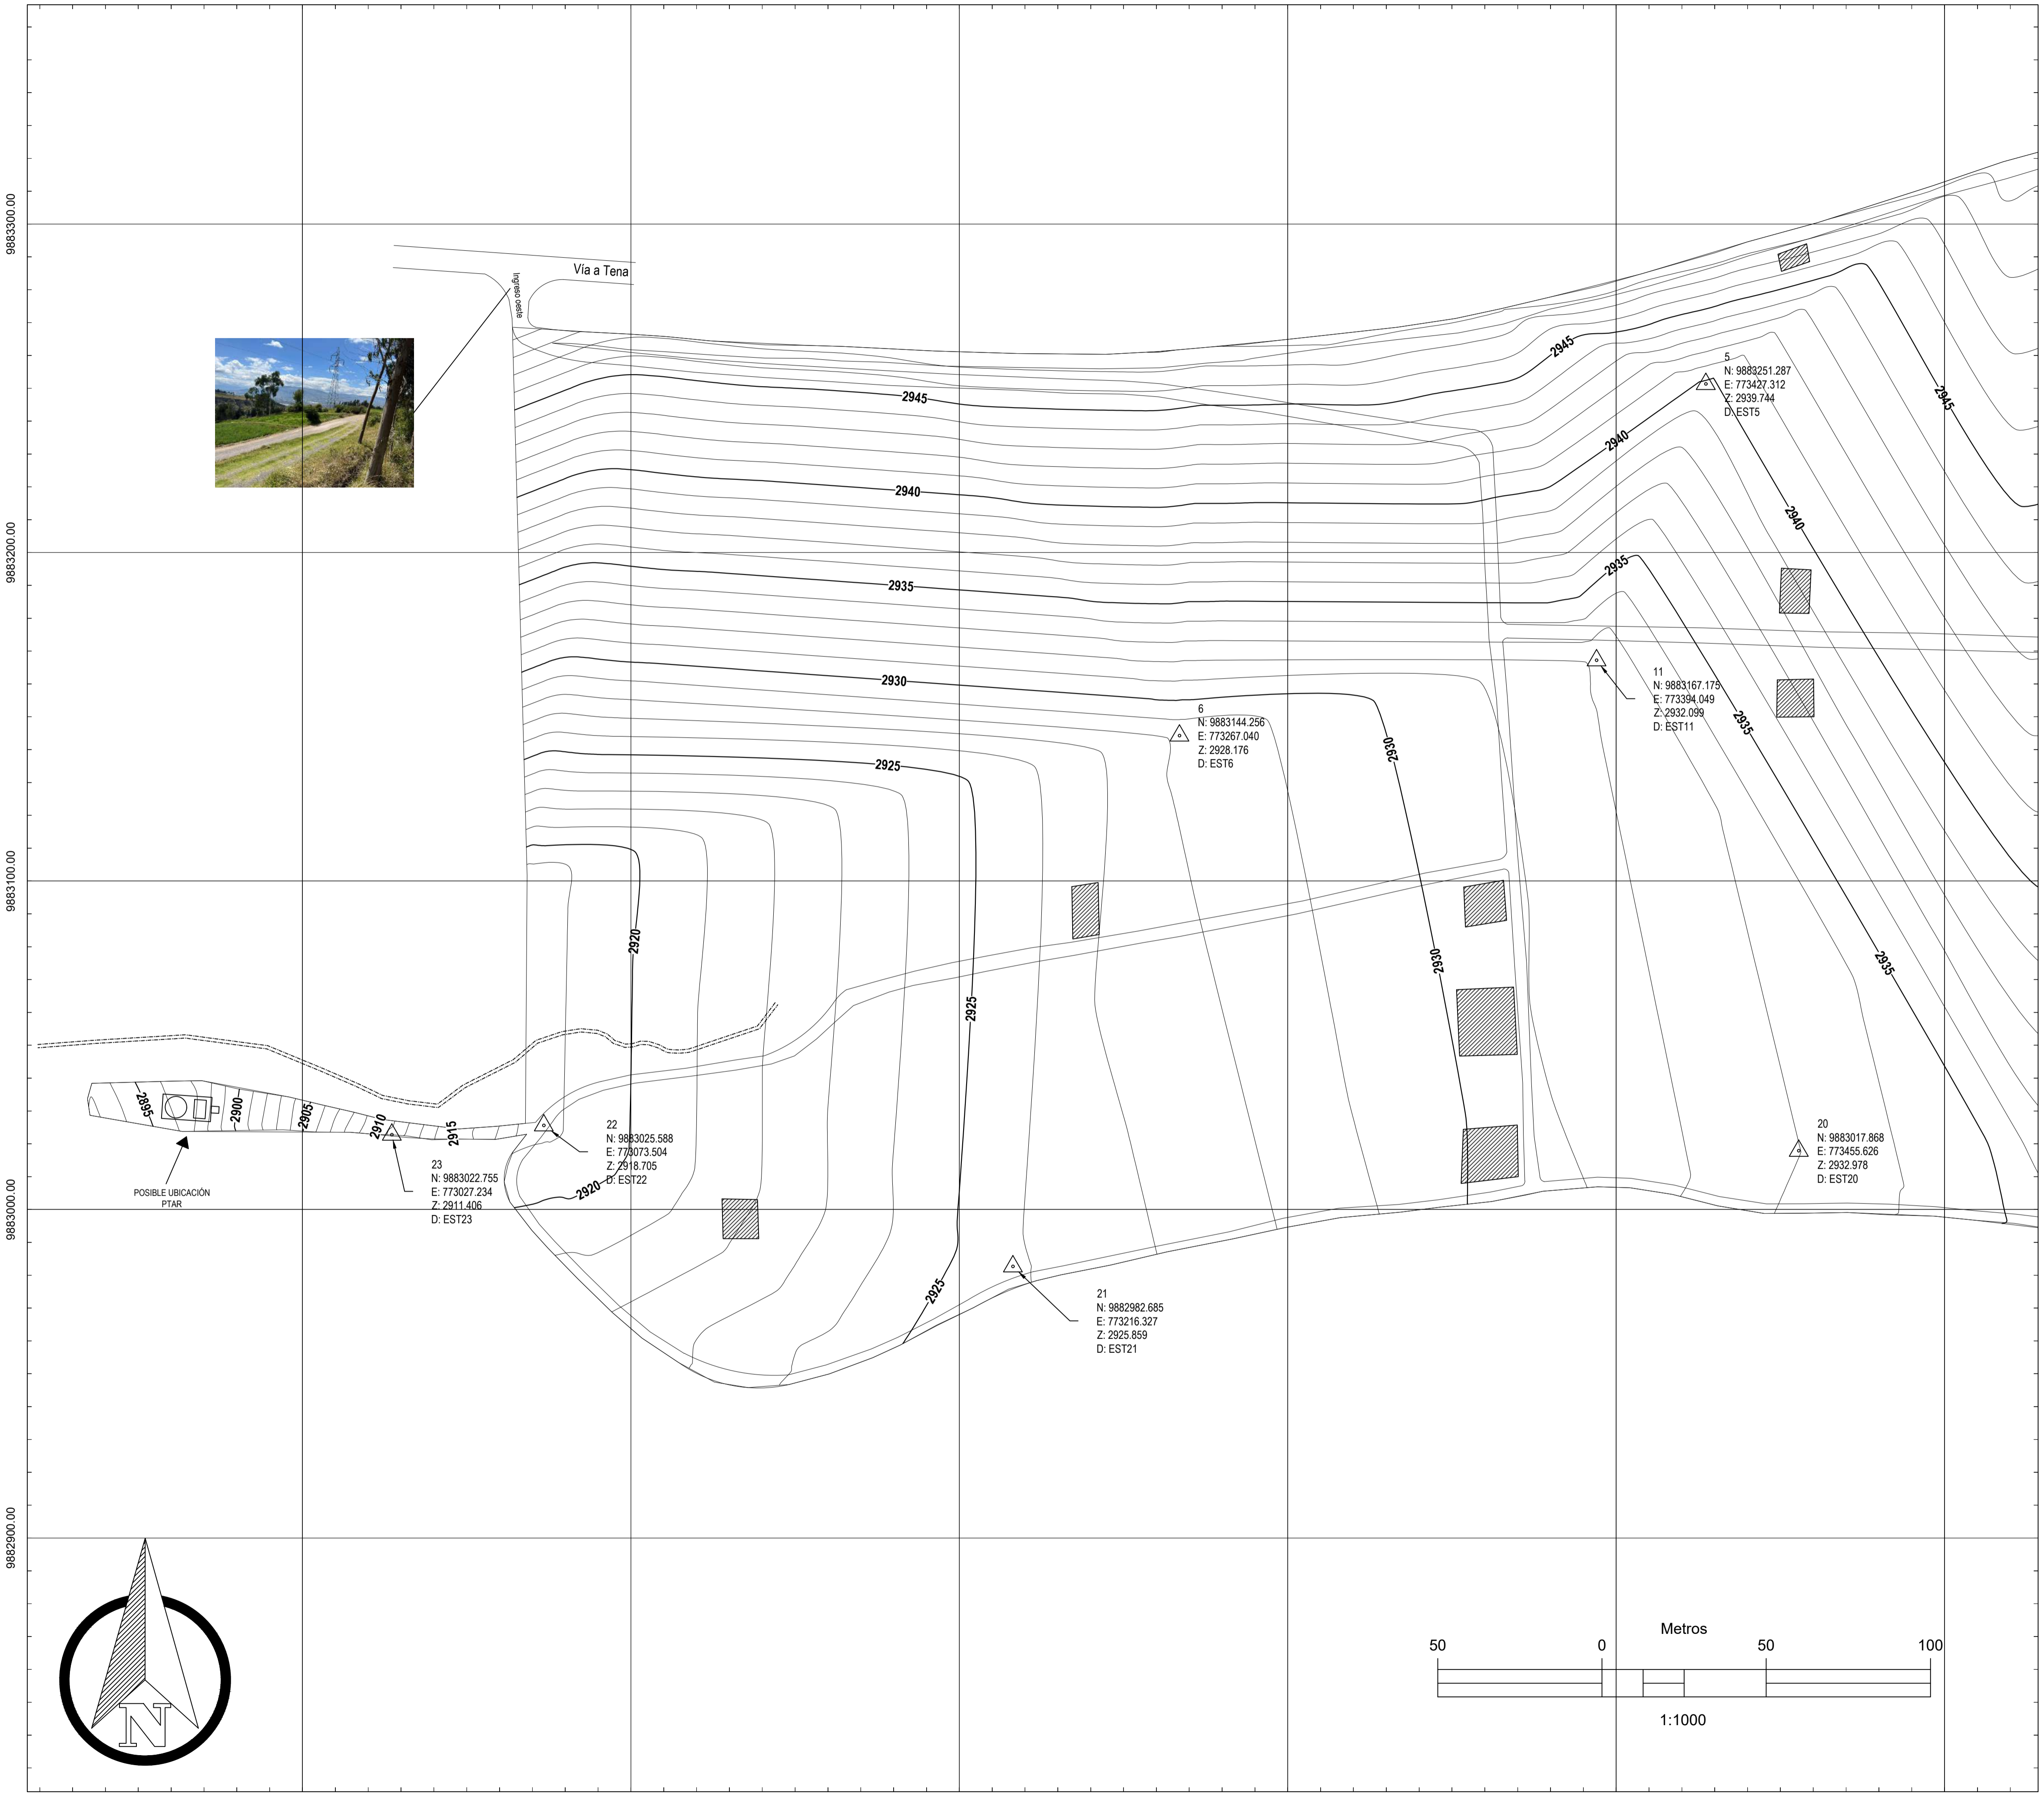 9883300.00
Vía a Tena
Ingreso oeste
2945
2945
5
N: 9883251.287
E: 773427.312
Z: 2939.744
D: EST5
2945
2940
2940
2940
9883200.00
2935
2935
2930
11
N: 9883167.175
E: 773394.049
Z: 2932.099
D: EST11
2935
6
N: 9883144.256
E: 773267.040
Z: 2928.176
D: EST6
2930
2925
9883100.00
2920
2930
2935
2925
2895
2900
2905
2910
2915
POSIBLE UBICACIÓN
PTAR
23
N: 9883022.755
E: 773027.234
Z: 2911.406
D: EST23
22
N: 9883025.588
E: 773073.504
Z: 2918.705
D: EST22
2920
20
N: 9883017.868
E: 773455.626
Z: 2932.978
D: EST20
9883000.00
2925
21
N: 9882982.685
E: 773216.327
Z: 2925.859
D: EST21
9882900.00
N
Metros
50 0 50 100
1:1000